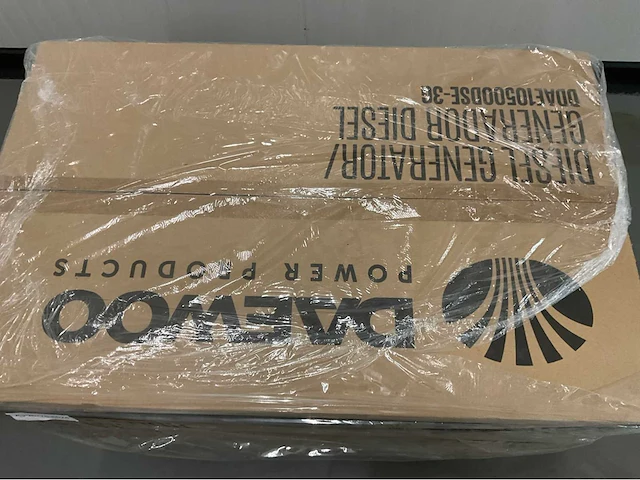 DAEWOO
POWER PRODUCTS
DIESEL GENERATOR/
GENERADOR DIESEL
DDAE10500DSE-3G